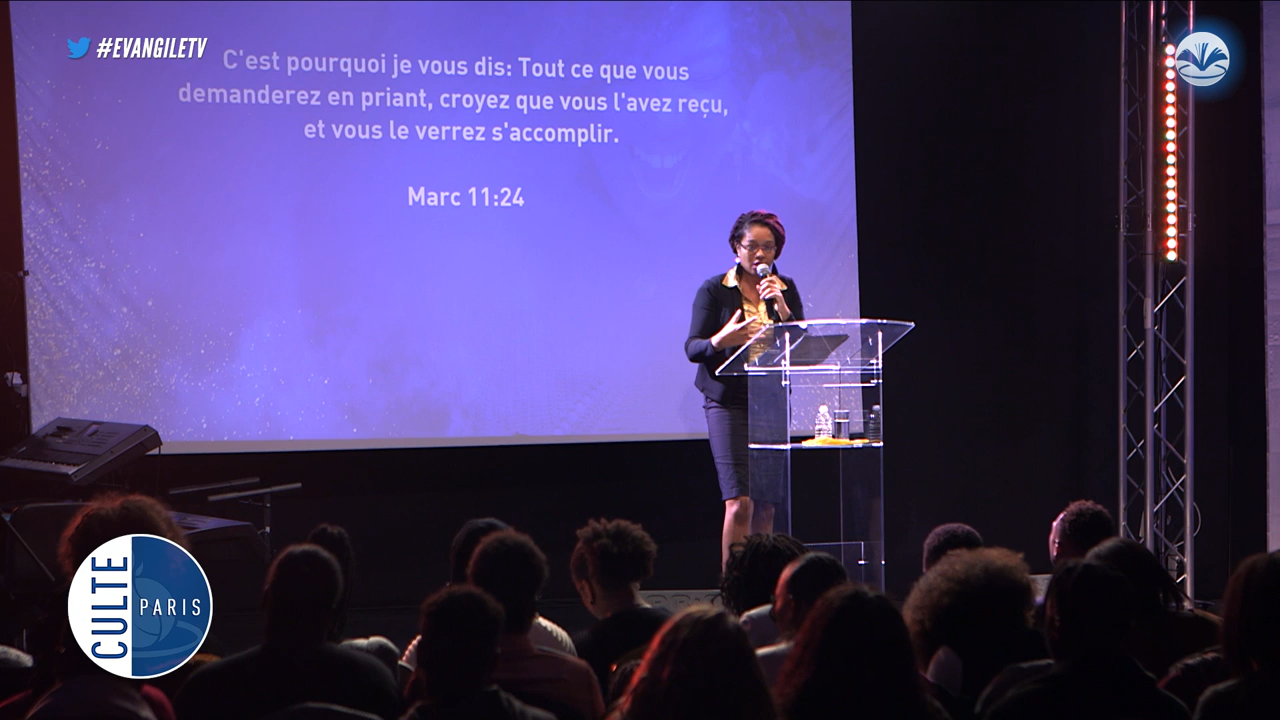 #EVANGILETV
C'est pourquoi je vous dis: Tout ce que vous
demanderez en priant, croyez que vous l'avez reçu,
et vous le verrez s'accomplir.
Marc 11:24
CULTE
PARIS